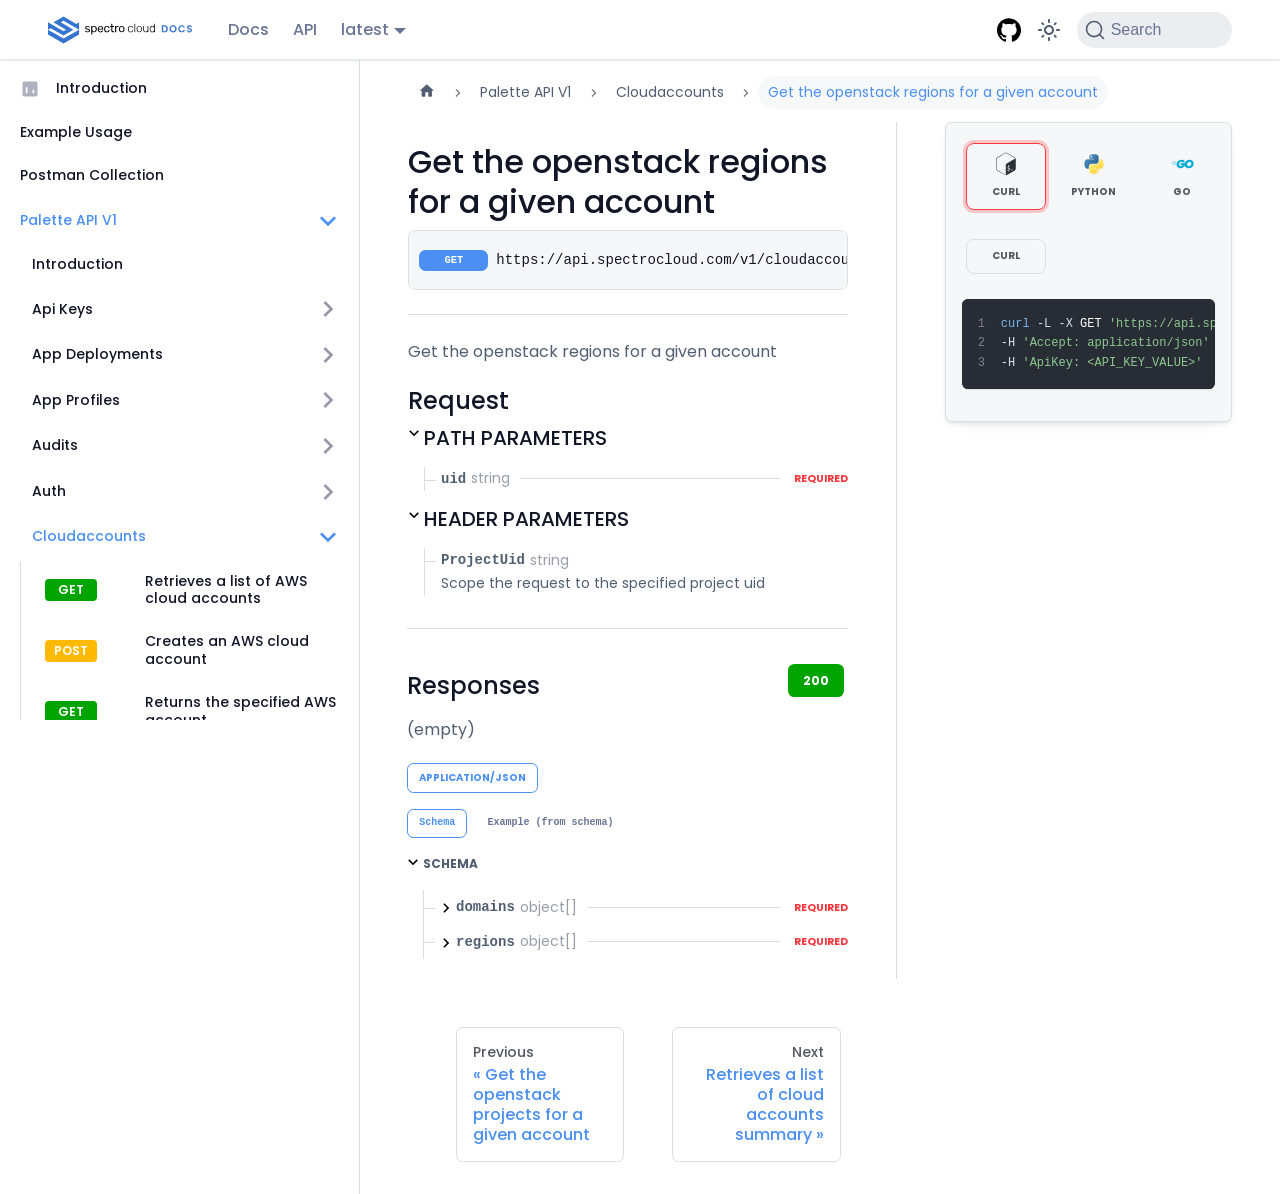 spectro cloud DOCS
Docs
API
latest
Search
Introduction
Example Usage
Postman Collection
Palette API V1
Introduction
Api Keys
App Deployments
App Profiles
Audits
Auth
Cloudaccounts
GET Retrieves a list of AWS
cloud accounts
POST Creates an AWS cloud
account
GET Returns the specified AWS
account
Palette API V1
Cloudaccounts
Get the openstack regions for a given account
Get the openstack regions
for a given account
GET https://api.spectrocloud.com/v1/cloudaccou
Get the openstack regions for a given account
Request
PATH PARAMETERS
uid string REQUIRED
HEADER PARAMETERS
ProjectUid string
Scope the request to the specified project uid
Responses
200
(empty)
APPLICATION/JSON
Schema Example (from schema)
SCHEMA
domains object[] REQUIRED
regions object[] REQUIRED
Previous
« Get the
openstack
projects for a
given account
Next
Retrieves a list
of cloud
accounts
summary »
CURL
PYTHON
GO
GO
CURL
1 curl -L -X GET 'https://api.sp
2 -H 'Accept: application/json'
3 -H 'ApiKey: <API_KEY_VALUE>'